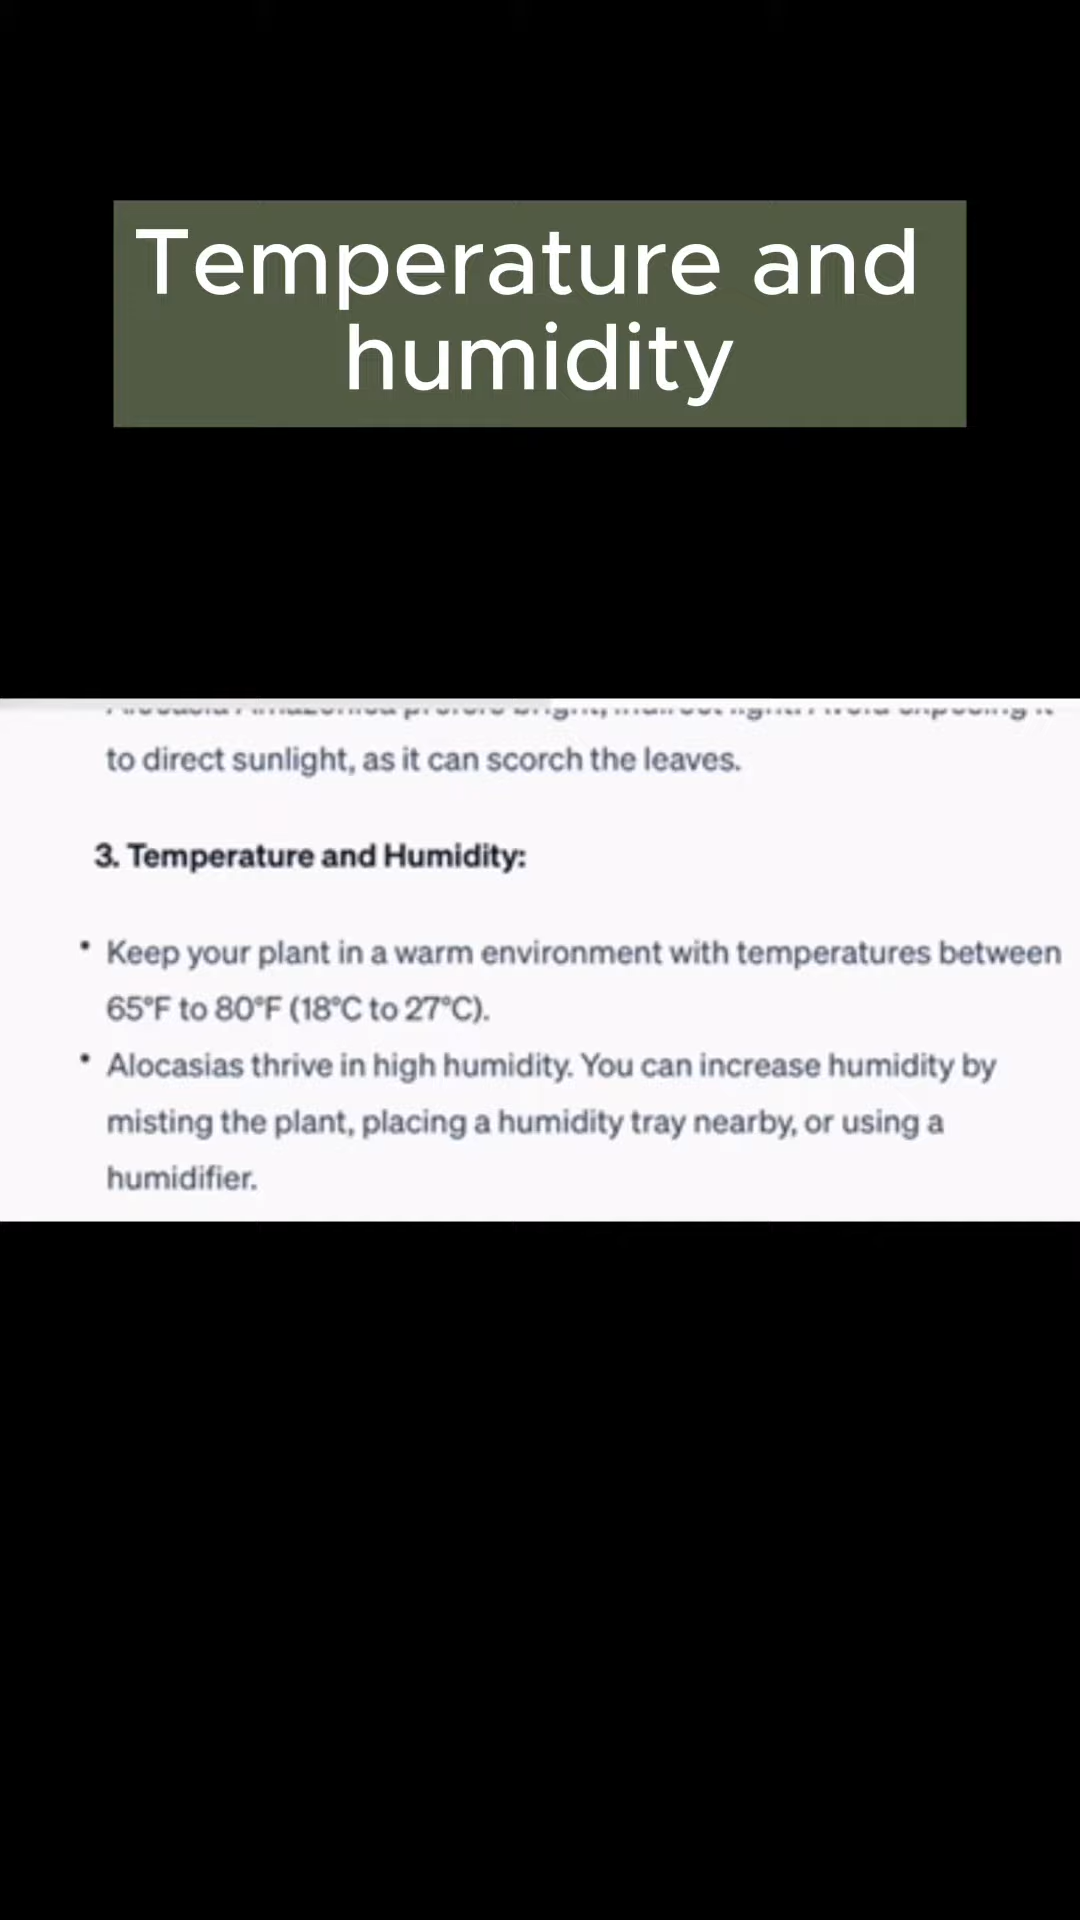 Temperature and
humidity
to direct sunlight, as it can scorch the leaves.
3. Temperature and Humidity:
• Keep your plant in a warm environment with temperatures between
65°F to 80°F (18°C to 27°C).
• Alocasias thrive in high humidity. You can increase humidity by
misting the plant, placing a humidity tray nearby, or using a
humidifier.